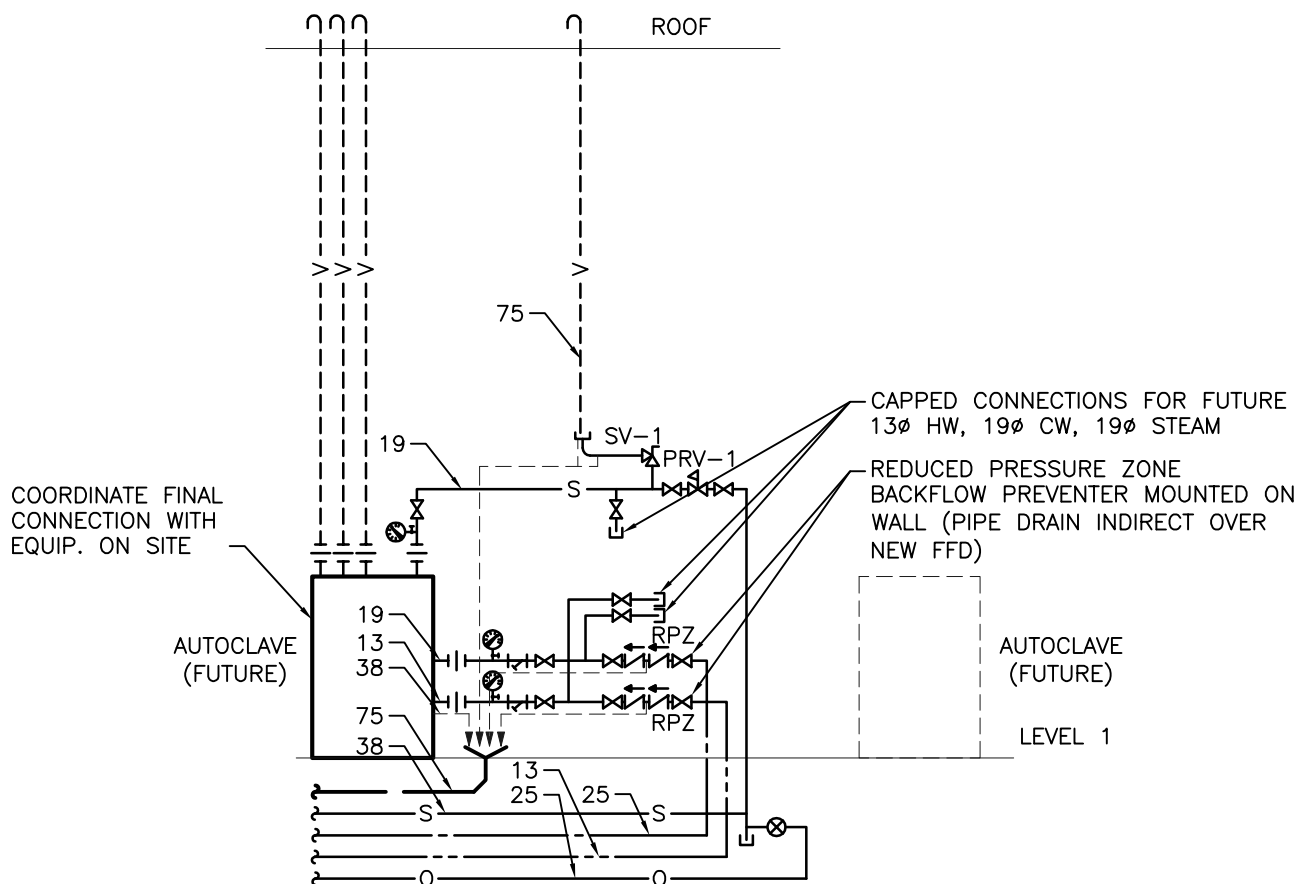 ROOF
V V V V
75
CAPPED CONNECTIONS FOR FUTURE
13ø HW, 19ø CW, 19ø STEAM
SV-1
19
PRV-1
S
REDUCED PRESSURE ZONE
BACKFLOW PREVENTER MOUNTED ON
WALL (PIPE DRAIN INDIRECT OVER
NEW FFD)
COORDINATE FINAL
CONNECTION WITH
EQUIP. ON SITE
19
13
38
75
38
AUTOCLAVE
(FUTURE)
RPZ
RPZ
AUTOCLAVE
(FUTURE)
LEVEL 1
13
25 25
S S
O O